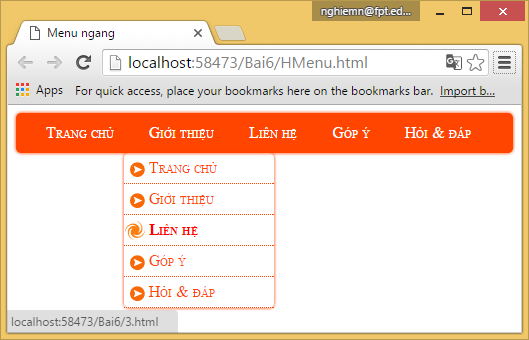 nghiemn@fpt.ed...
Menu ngang
localhost:58473/Bai6/HMenu.html
Apps For quick access, place your bookmarks here on the bookmarks bar. Import b...
Trang chủ Giới thiệu Liên hệ Góp ý Hỏi & đáp
Trang chủ
Giới thiệu
Liên hệ
Góp ý
Hỏi & đáp
localhost:58473/Bai6/3.html